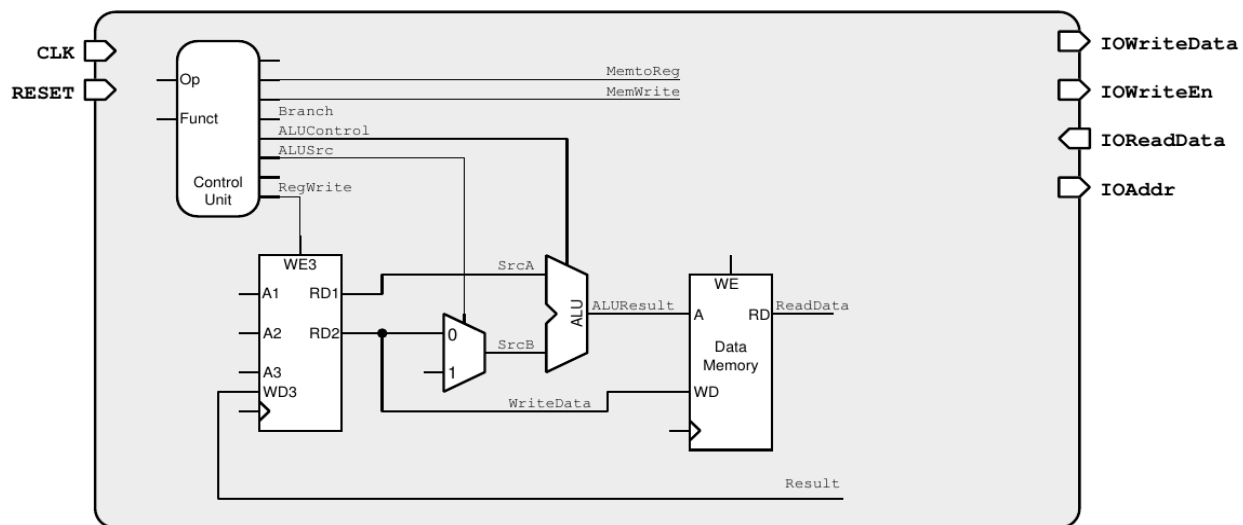 CLK
RESET
Op
Funct
Control
Unit
MemtoReg
MemWrite
Branch
ALUControl
ALUSrc
RegWrite
IOWriteData
IOWriteEn
IOReadData
IOAddr
WE3
A1
RD1
A2
RD2
A3
WD3
0
1
SrcA
SrcB
ALU
ALUResult
WE
A
RD
ReadData
Data
Memory
WD
WriteData
Result